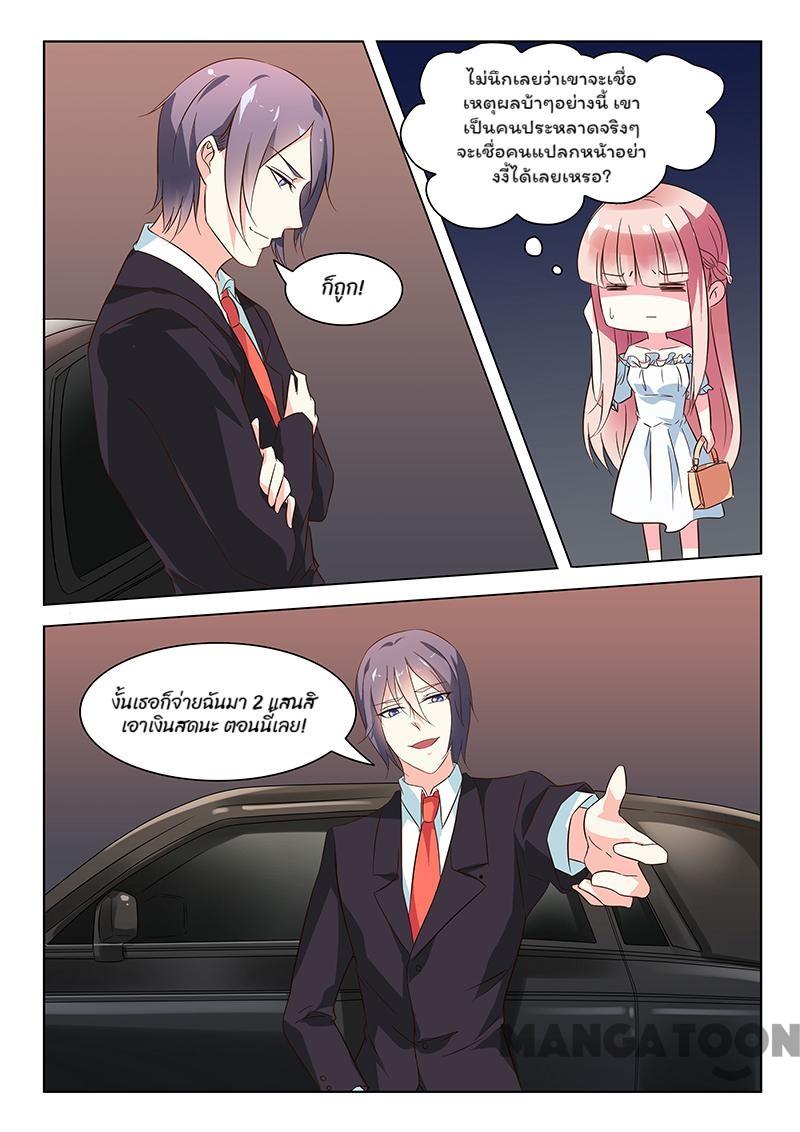 ก็ถูก!
ไม่นึกเลยว่าเขาจะเชื่อ
เหตุผลบ้าๆอย่างนี้ เขา
เป็นคนประหลาดจริงๆ
จะเชื่อคนแปลกหน้าอย่า
งงี้ได้เลยเหรอ?
งั้นเธอก็จ่ายฉันมา 2 แสนสิ
เอาเงินสดนะ ตอนนี้เลย!
MANGATOON